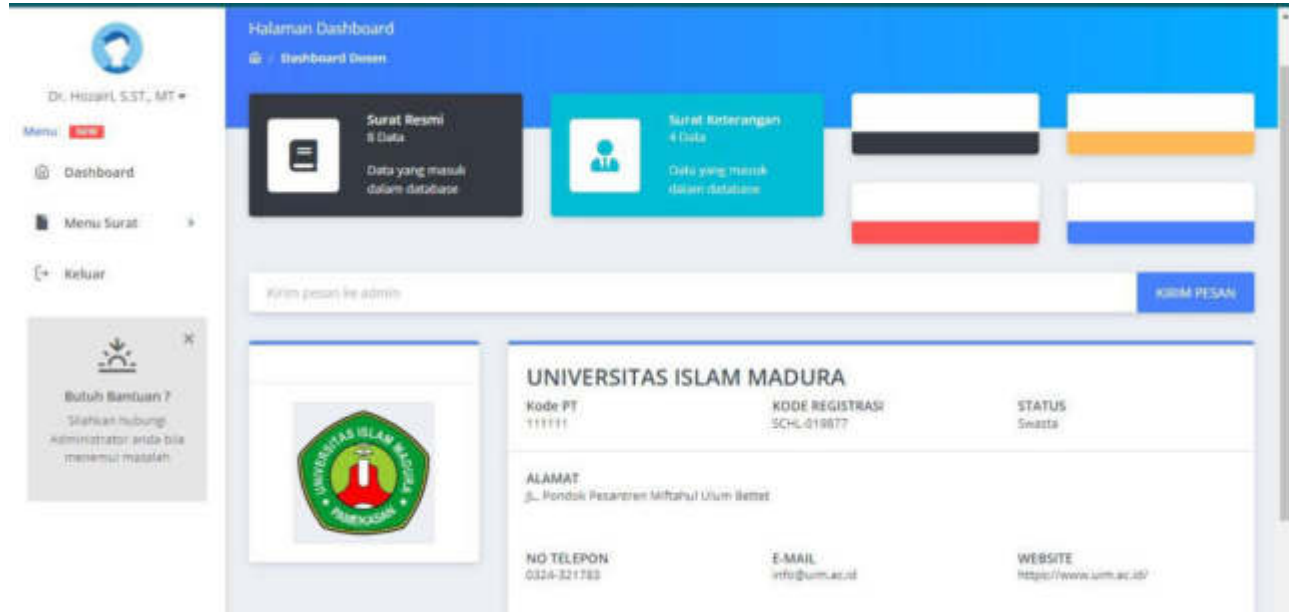 Halaman Dashboard
/ Dashboard Dosen
Dr. Hozairi, S.ST., MT
Menu NEW
Dashboard
Menu Surat
Keluar
Butuh Bantuan ?
Silahkan hubungi
Administrator anda bila
menemui masalah
Surat Resmi
8 Data
Data yang masuk
dalam database
Surat Keterangan
4 Data
Data yang masuk
dalam database
Kirim pesan ke admin
KIRIM PESAN
UNIVERSITAS ISLAM MADURA
PAMEKASAN
UNIVERSITAS ISLAM MADURA
Kode PT
111111
KODE REGISTRASI
SCHL-019877
STATUS
Swasta
ALAMAT
JL. Pondok Pesantren Miftahul Ulum Bettet
NO TELEPON
0324-321783
E-MAIL
info@uim.ac.id
WEBSITE
https://www.uim.ac.id/